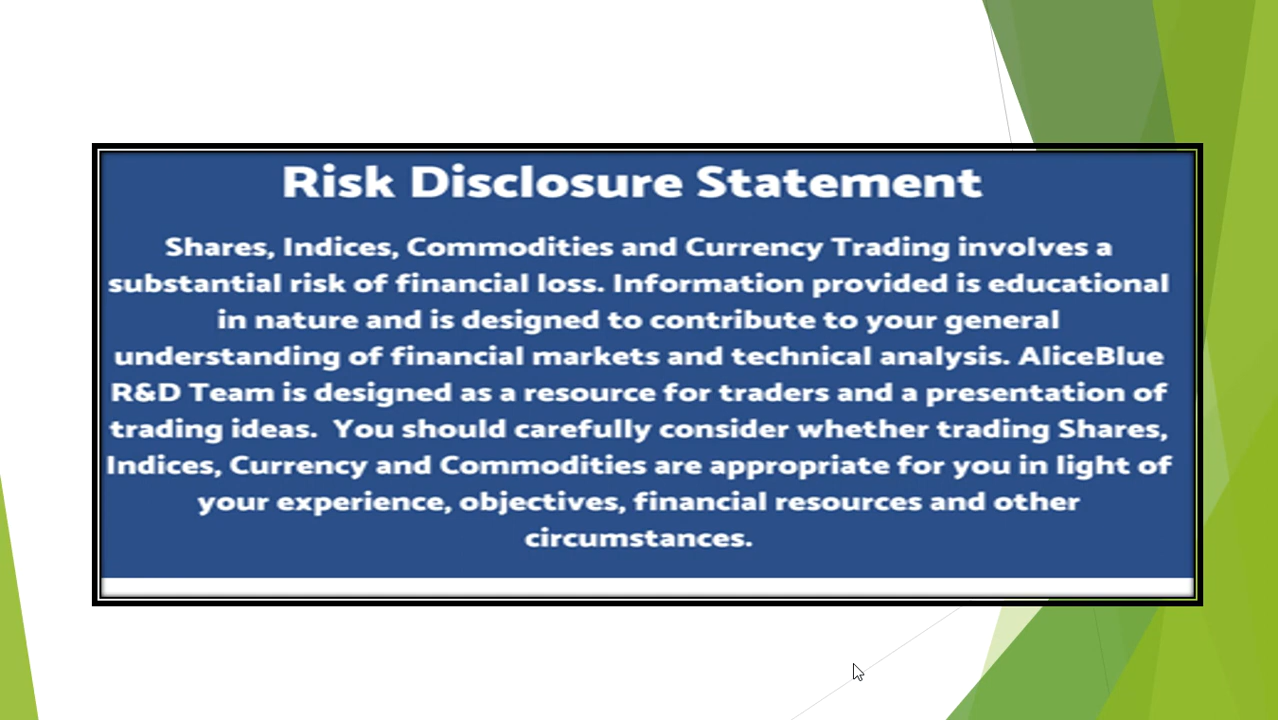 Risk Disclosure Statement
Shares, Indices, Commodities and Currency Trading involves a
substantial risk of financial loss. Information provided is educational
in nature and is designed to contribute to your general
understanding of financial markets and technical analysis. AliceBlue
R&D Team is designed as a resource for traders and a presentation of
trading ideas.  You should carefully consider whether trading Shares,
Indices, Currency and Commodities are appropriate for you in light of
your experience, objectives, financial resources and other
circumstances.